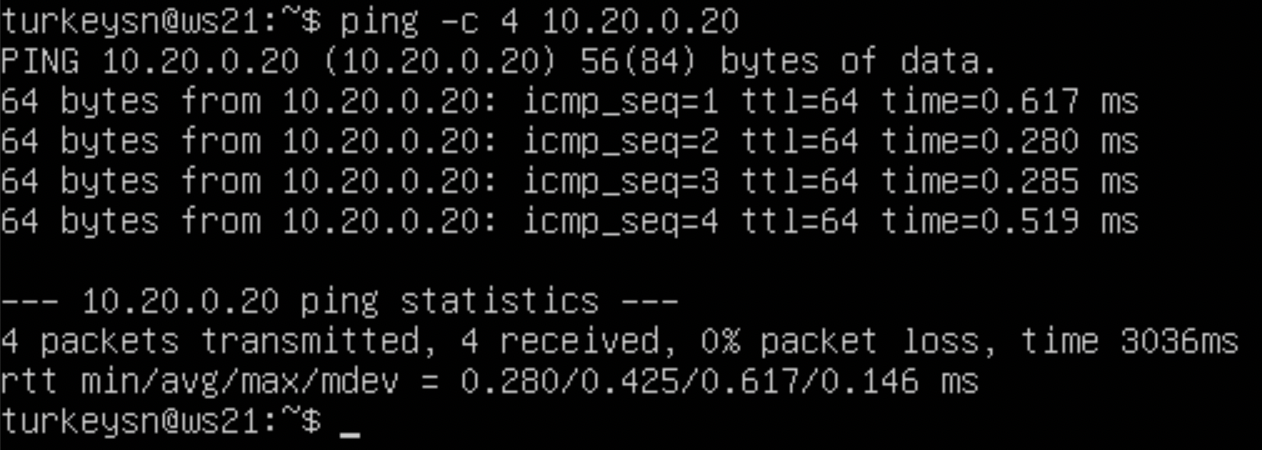 turkeysn@ws21:~$ ping -c 4 10.20.0.20
PING 10.20.0.20 (10.20.0.20) 56(84) bytes of data.
64 bytes from 10.20.0.20: icmp_seq=1 ttl=64 time=0.617 ms
64 bytes from 10.20.0.20: icmp_seq=2 ttl=64 time=0.280 ms
64 bytes from 10.20.0.20: icmp_seq=3 ttl=64 time=0.285 ms
64 bytes from 10.20.0.20: icmp_seq=4 ttl=64 time=0.519 ms
--- 10.20.0.20 ping statistics ---
4 packets transmitted, 4 received, 0% packet loss, time 3036ms
rtt min/avg/max/mdev = 0.280/0.425/0.617/0.146 ms
turkeysn@ws21:~$ _